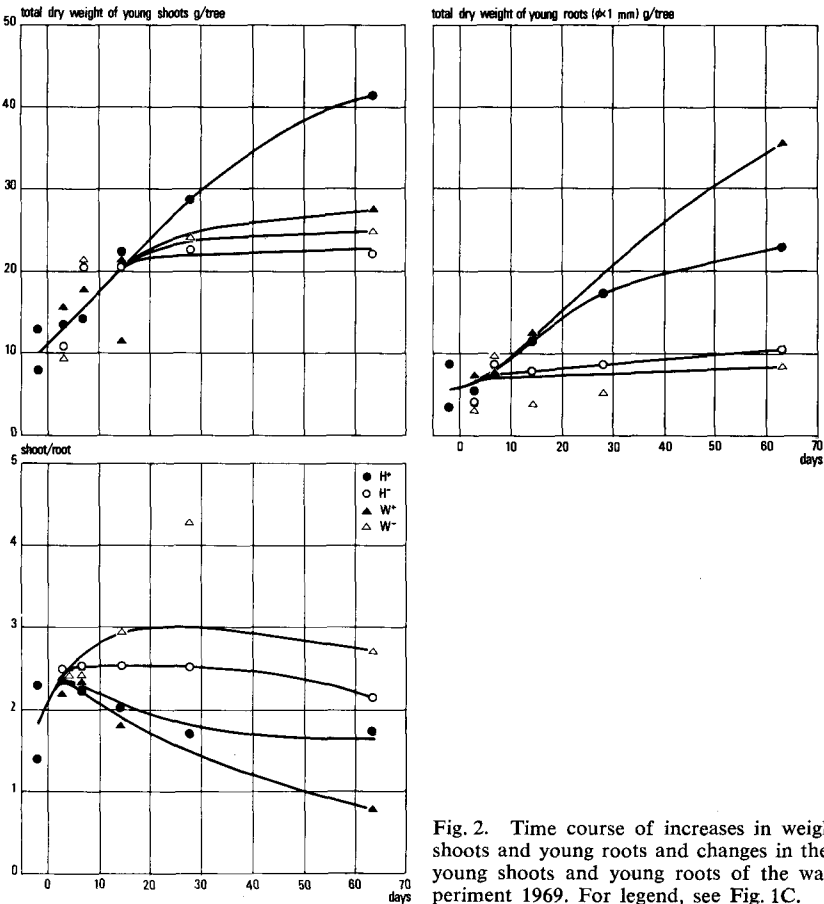 total dry weight of young shoots g/tree
50
40
30
20
10
0
total dry weight of young roots (ϕ<1 mm) g/tree
0 10 20 30 40 50 60 70
days
shoot/root
5
4
3
2
1
0
● H+
○ H-
▲ W+
△ W-
0 10 20 30 40 50 60 70
days
Fig. 2. Time course of increases in weigh
shoots and young roots and changes in the
young shoots and young roots of the wa
periment 1969. For legend, see Fig. 1C.